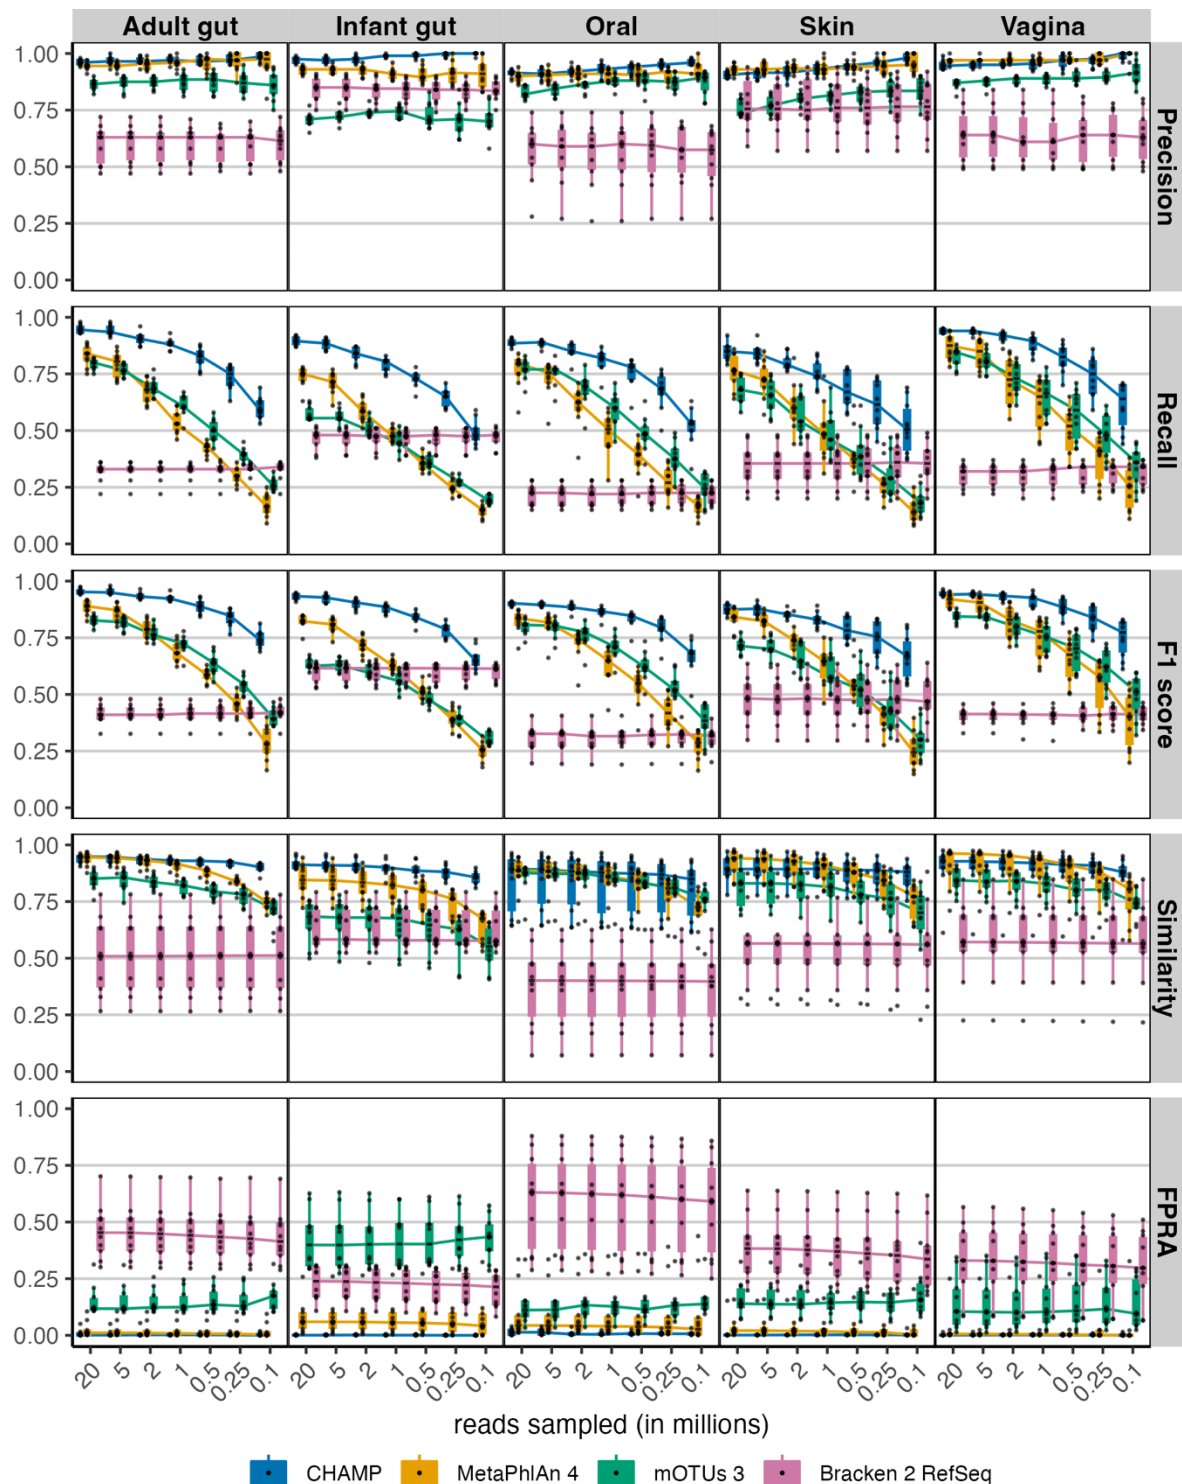 Adult gut Infant gut Oral Skin Vagina
1.00
0.75
0.50
0.25
0.00
Precision
1.00
0.75
0.50
0.25
0.00
Recall
1.00
0.75
0.50
0.25
0.00
F1 score
1.00
0.75
0.50
0.25
0.00
Similarity
1.00
0.75
0.50
0.25
0.00
FPRA
20 5 2 1 0.5 0.25 0.1 20 5 2 1 0.5 0.25 0.1 20 5 2 1 0.5 0.25 0.1 20 5 2 1 0.5 0.25 0.1 20 5 2 1 0.5 0.25 0.1
reads sampled (in millions)
CHAMP MetaPhlAn 4 mOTUs 3 Bracken 2 RefSeq